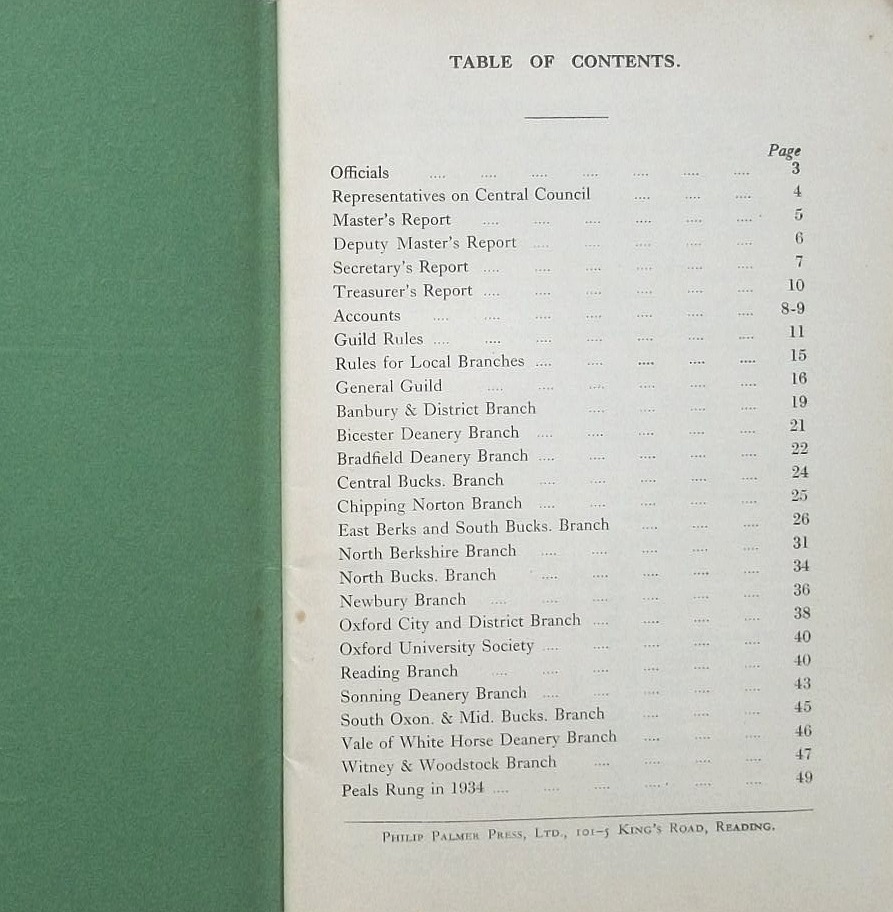 TABLE OF CONTENTS.
Page
Officials .... .... .... .... .... .... .... 3
Representatives on Central Council .... .... .... 4
Master's Report .... .... .... .... .... .... 5
Deputy Master's Report .... .... .... .... .... 6
Secretary's Report .... .... .... .... .... .... 7
Treasurer's Report .... .... .... .... .... .... 10
Accounts .... .... .... .... .... .... .... 8-9
Guild Rules .... .... .... .... .... .... .... 11
Rules for Local Branches .... .... .... .... .... 15
General Guild .... .... .... .... .... .... 16
Banbury & District Branch .... .... .... .... 19
Bicester Deanery Branch .... .... .... .... .... 21
Bradfield Deanery Branch .... .... .... .... .... 22
Central Bucks. Branch .... .... .... .... .... 24
Chipping Norton Branch .... .... .... .... .... 25
East Berks and South Bucks. Branch .... .... .... 26
North Berkshire Branch .... .... .... .... .... 31
North Bucks. Branch .... .... .... .... .... 34
Newbury Branch .... .... .... .... .... .... 36
Oxford City and District Branch .... .... .... .... 38
Oxford University Society .... .... .... .... .... 40
Reading Branch .... .... .... .... .... .... 40
Sonning Deanery Branch .... .... .... .... .... 43
South Oxon. & Mid. Bucks. Branch .... .... .... 45
Vale of White Horse Deanery Branch .... .... .... 46
Witney & Woodstock Branch .... .... .... .... 47
Peals Rung in 1934 .... .... .... .... .... .... 49
Philip Palmer Press, Ltd., 101-5 King's Road, Reading.